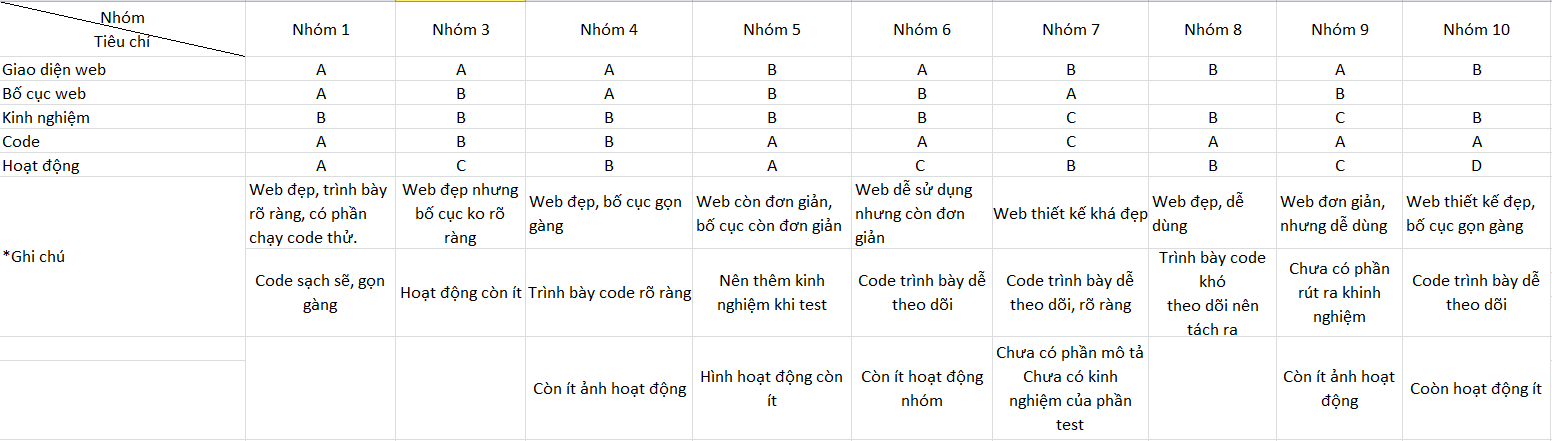 Nhóm
Tiêu chí
Nhóm 1 Nhóm 3 Nhóm 4 Nhóm 5 Nhóm 6 Nhóm 7 Nhóm 8 Nhóm 9 Nhóm 10
Giao diện web A A A B A B B A B
Bố cục web A B A B B A B
Kinh nghiệm B B B B B C B C B
Code A B B A A C A A A
Hoạt động A C B A C B B C D
*Ghi chú
Web đẹp, trình bày
rõ ràng, có phần
chạy code thử.
Web đẹp nhưng
bố cục ko rõ
ràng
Web đẹp, bố cục gọn
gàng
Web còn đơn giản,
bố cục còn đơn giản
Web dễ sử dụng
nhưng còn đơn
giản
Web thiết kế khá đẹp
Web đẹp, dễ
dùng
Web đơn giản,
nhưng dễ dùng
Web thiết kế đẹp,
bố cục gọn gàng
Code sạch sẽ, gọn
gàng
Hoạt động còn ít
Trình bày code rõ ràng
Nên thêm kinh
nghiệm khi test
Code trình bày dễ
theo dõi
Code trình bày dễ
theo dõi, rõ ràng
Trình bày code
khó
theo dõi nên
tách ra
Chưa có phần
rút ra khinh
nghiệm
Code trình bày dễ
theo dõi
Còn ít ảnh hoạt động
Hình hoạt động còn
ít
Còn ít hoạt động
nhóm
Chưa có phần mô tả
Chưa có kinh
nghiệm của phần
test
Còn ít ảnh hoạt
động
Coòn hoạt động ít